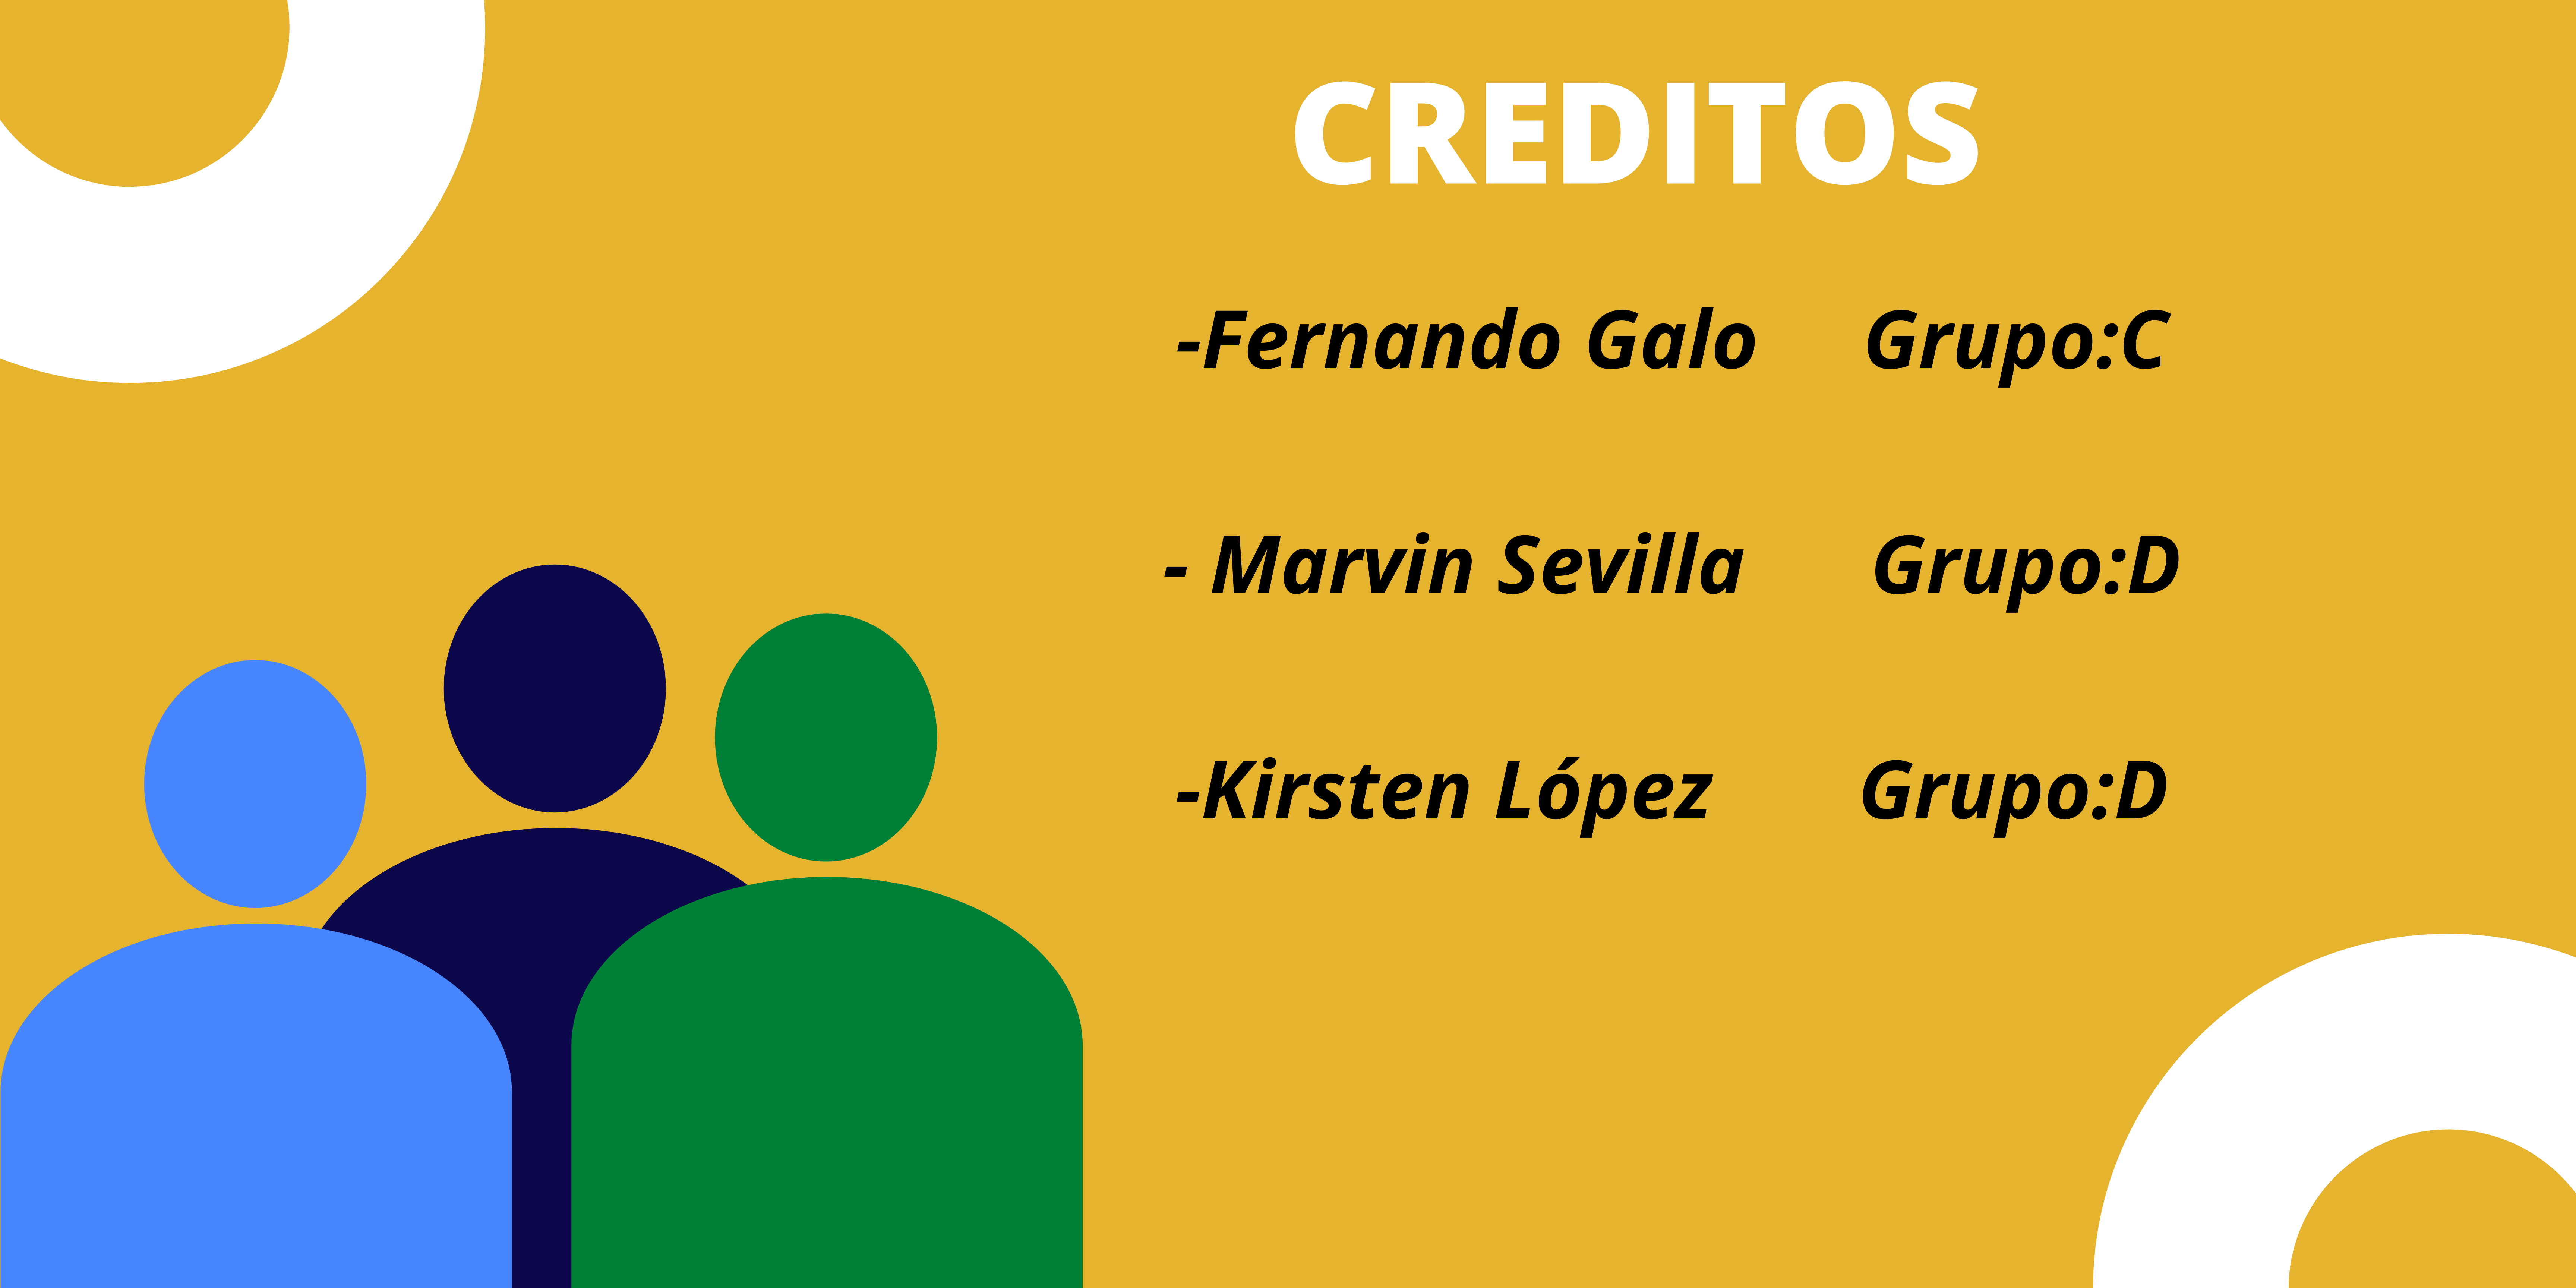 CREDITOS
-Fernando Galo Grupo:C
- Marvin Sevilla Grupo:D
-Kirsten López Grupo:D